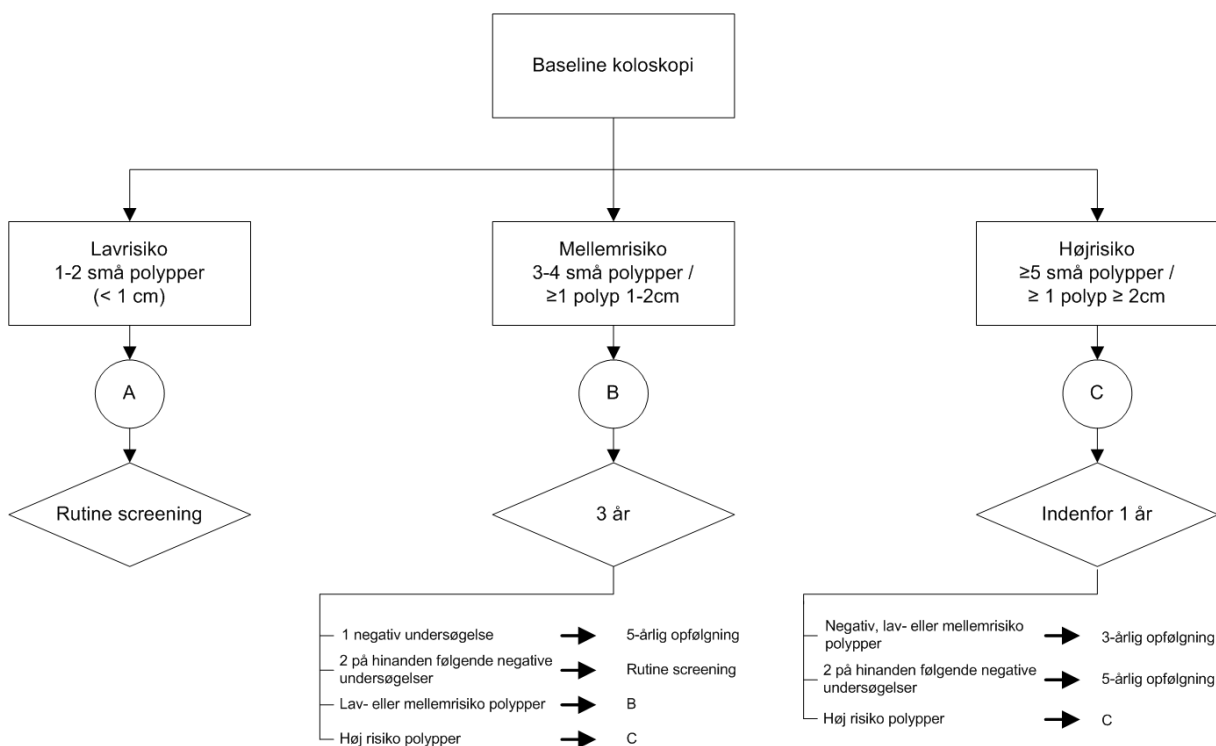 Baseline koloskopi
Lavrisiko
1-2 små polypper
(< 1 cm)
Mellemrisiko
3-4 små polypper /
≥1 polyp 1-2cm
Højrisiko
≥5 små polypper /
≥ 1 polyp ≥ 2cm
A
B
C
Rutine screening
3 år
Indenfor 1 år
1 negativ undersøgelse
5-årlig opfølgning
2 på hinanden følgende negative
undersøgelser
Rutine screening
Lav- eller mellemrisiko polypper
B
Høj risiko polypper
C
Negativ, lav- eller mellemrisiko
polypper
3-årlig opfølgning
2 på hinanden følgende negative
undersøgelser
5-årlig opfølgning
Høj risiko polypper
C